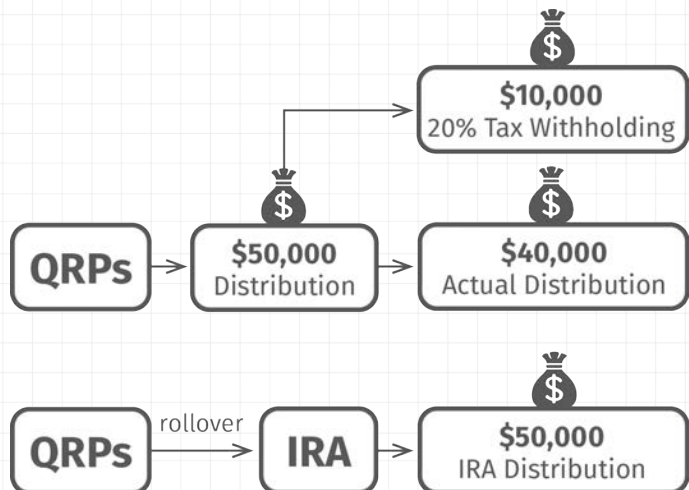 $
$10,000
20% Tax Withholding
$
$
QRPs
$50,000
Distribution
$40,000
Actual Distribution
$
QRPs
rollover
IRA
$50,000
IRA Distribution